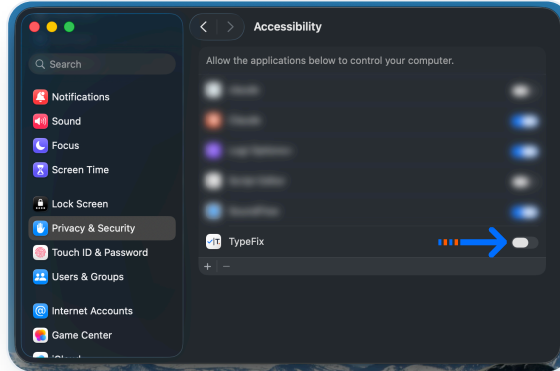 Accessibility
Search
Notifications
Sound
Focus
Screen Time
Lock Screen
Privacy & Security
Touch ID & Password
Users & Groups
Internet Accounts
Game Center
Allow the applications below to control your computer.
TypeFix